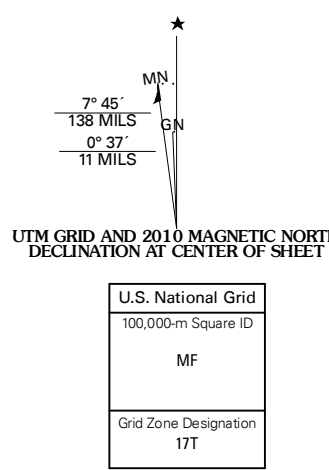 MN
7° 45´
138 MILS
GN
0° 37´
11 MILS
UTM GRID AND 2010 MAGNETIC NORT
DECLINATION AT CENTER OF SHEET
U.S. National Grid
100,000-m Square ID
MF
Grid Zone Designation
17T